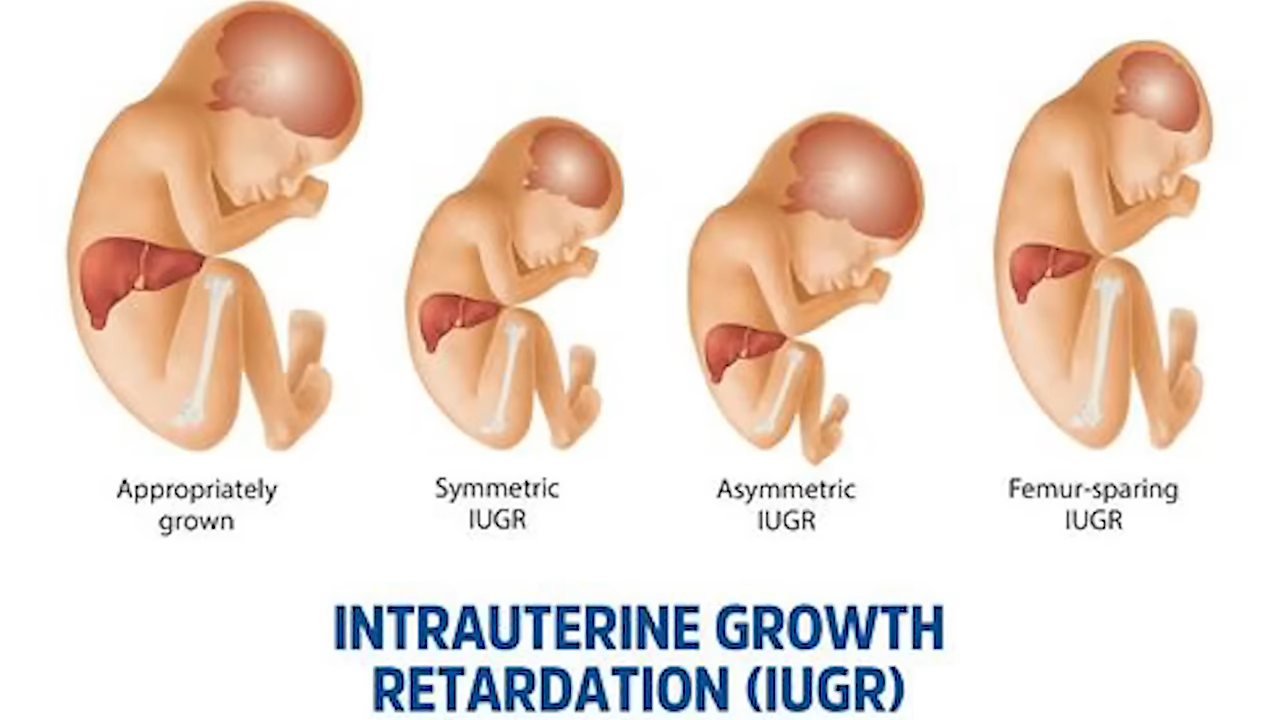 Appropriately
grown
Symmetric
IUGR
Asymmetric
IUGR
Femur-sparing
IUGR
INTRAUTERINE GROWTH
RETARDATION (IUGR)